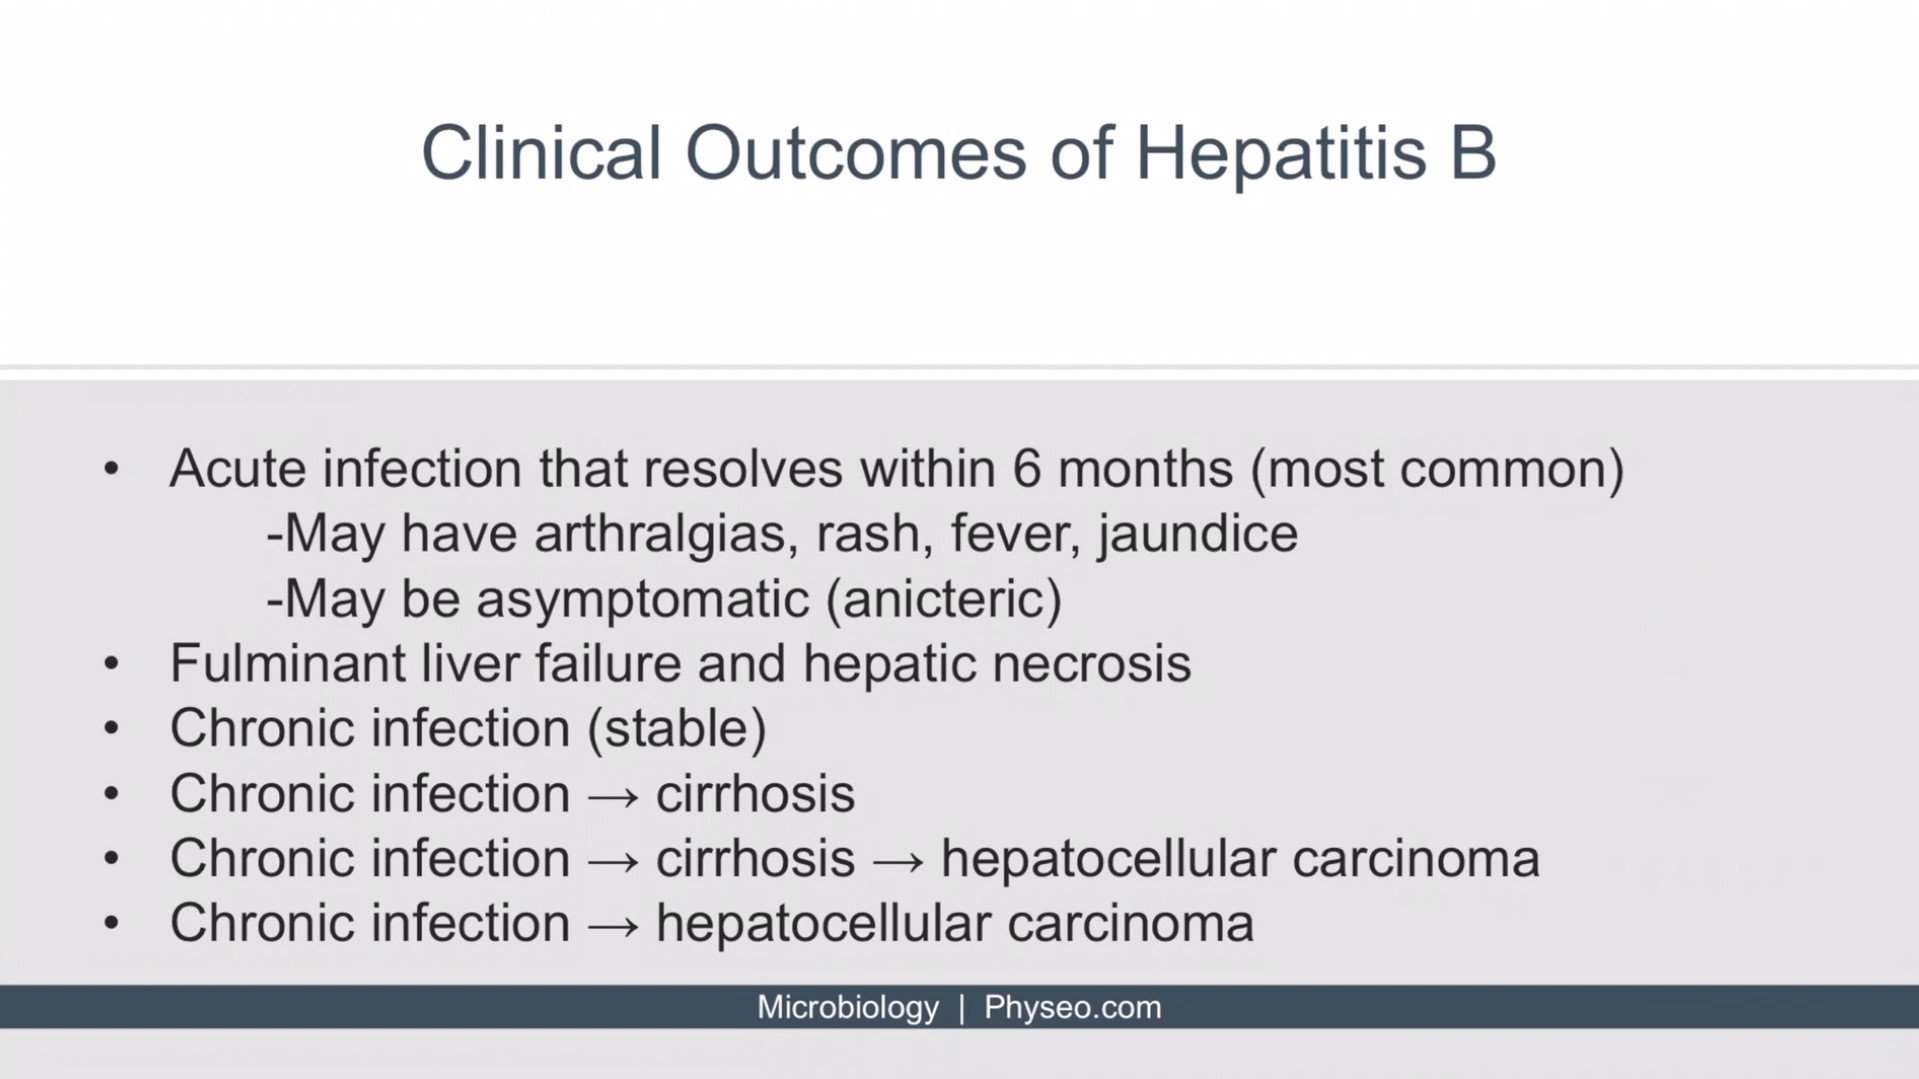 Clinical Outcomes of Hepatitis B
• Acute infection that resolves within 6 months (most common)
-May have arthralgias, rash, fever, jaundice
-May be asymptomatic (anicteric)
• Fulminant liver failure and hepatic necrosis
• Chronic infection (stable)
• Chronic infection → cirrhosis
• Chronic infection → cirrhosis → hepatocellular carcinoma
• Chronic infection → hepatocellular carcinoma
Microbiology | Physeo.com